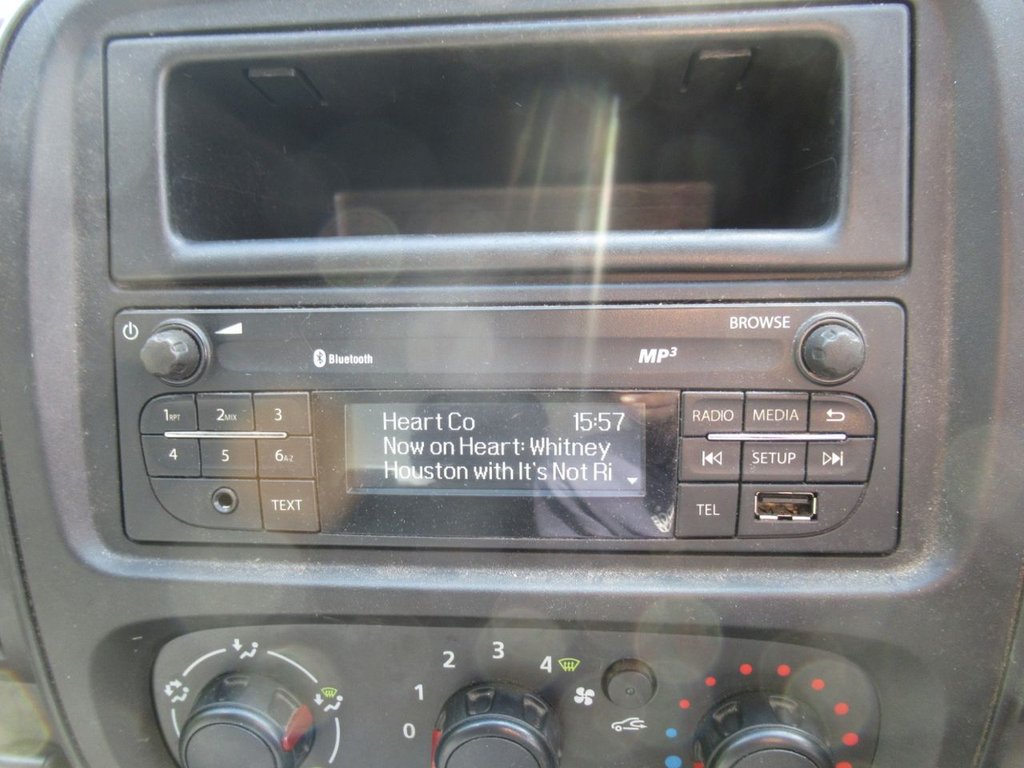 BROWSE
Bluetooth MP3
1RPT 2MIX 3
4 5 6A-Z
TEXT
Heart Co 15:57
Now on Heart: Whitney
Houston with It's Not Ri
RADIO MEDIA
SETUP
TEL
0 1 2 3 4